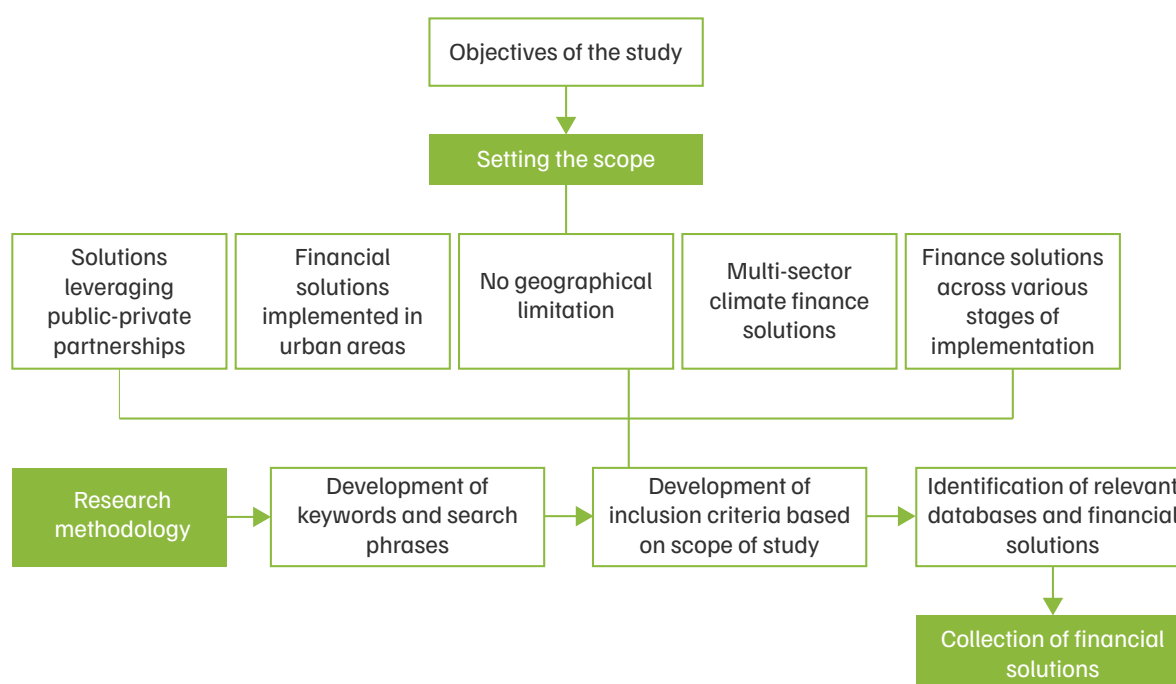 Objectives of the study
Setting the scope
Solutions
leveraging
public-private
partnerships
Financial
solutions
implemented in
urban areas
No geographical
limitation
Multi-sector
climate finance
solutions
Finance solutions
across various
stages of
implementation
Research
methodology
Development of
keywords and search
phrases
Development of
inclusion criteria based
on scope of study
Identification of relevant
databases and financial
solutions
Collection of financial
solutions